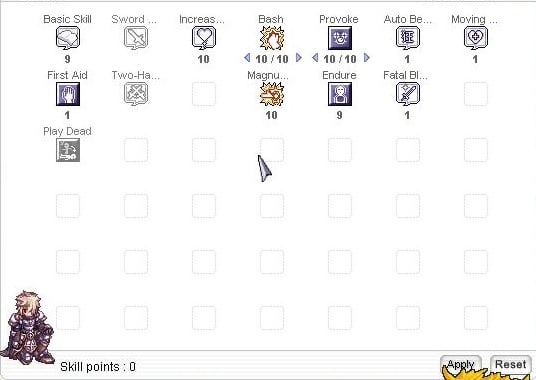 Basic Skill Sword ... Increas... Bash Provoke Auto Be... Moving ...
9 10 10 / 10 10 / 10 1 1
First Aid Two-Ha... Magnu... Endure Fatal Bl...
1 10 9 1
Play Dead
Skill points : 0 Apply Reset